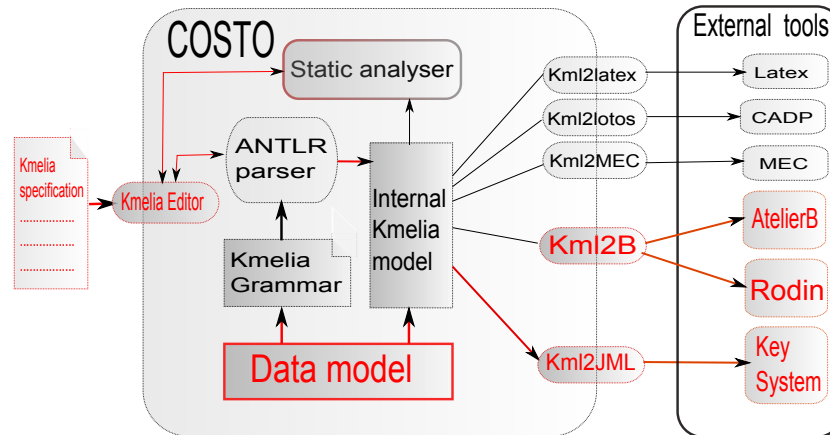 COSTO
External tools
Static analyser
Kml2latex
Latex
Kml2lotos
CADP
ANTLR
parser
Kml2MEC
MEC
Kmelia
specification
..............
..............
..............
Kmelia Editor
Internal
Kmelia
model
AtelierB
Kml2B
Kmelia
Grammar
Rodin
Data model
Kml2JML
Key
System